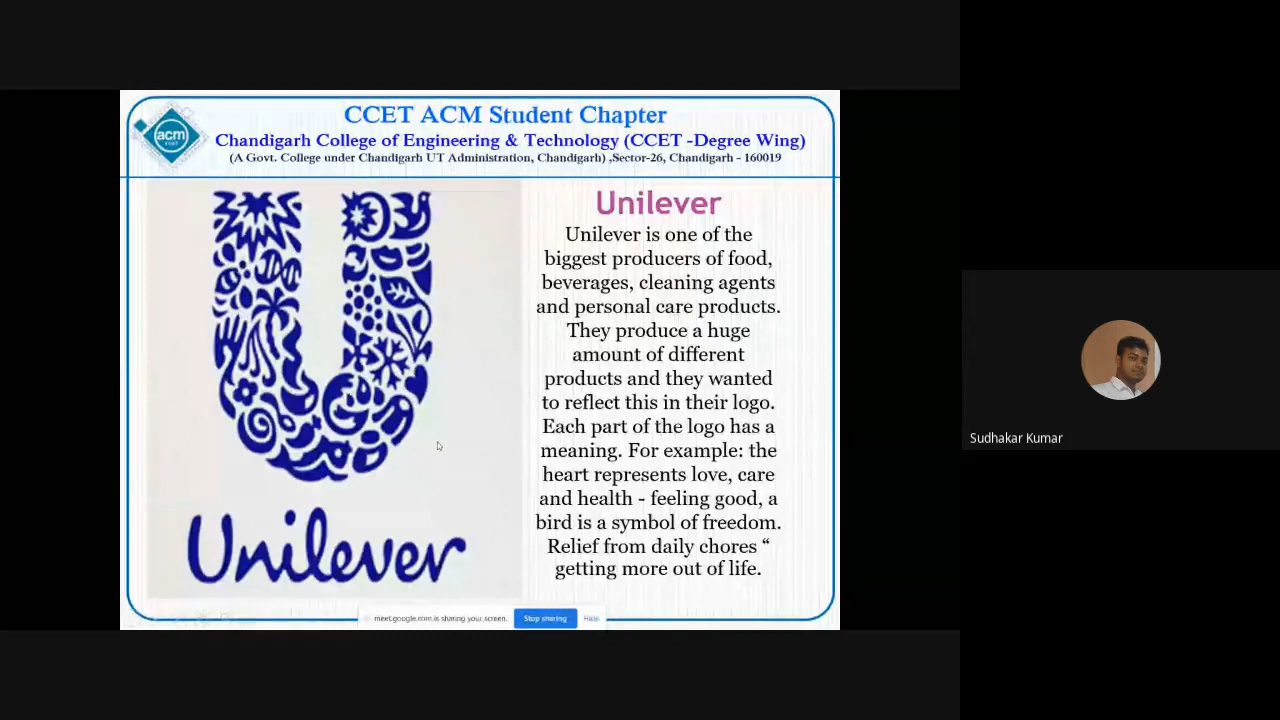 CCET ACM Student Chapter
Chandigarh College of Engineering & Technology (CCET -Degree Wing)
(A Govt. College under Chandigarh UT Administration, Chandigarh) ,Sector-26, Chandigarh - 160019
acm
Unilever
Unilever is one of the
biggest producers of food,
beverages, cleaning agents
and personal care products.
They produce a huge
amount of different
products and they wanted
to reflect this in their logo.
Each part of the logo has a
meaning. For example: the
heart represents love, care
and health - feeling good, a
bird is a symbol of freedom.
Relief from daily chores “
getting more out of life.
Unilever
meet.google.com is sharing your screen.
Stop sharing
Hide
Sudhakar Kumar